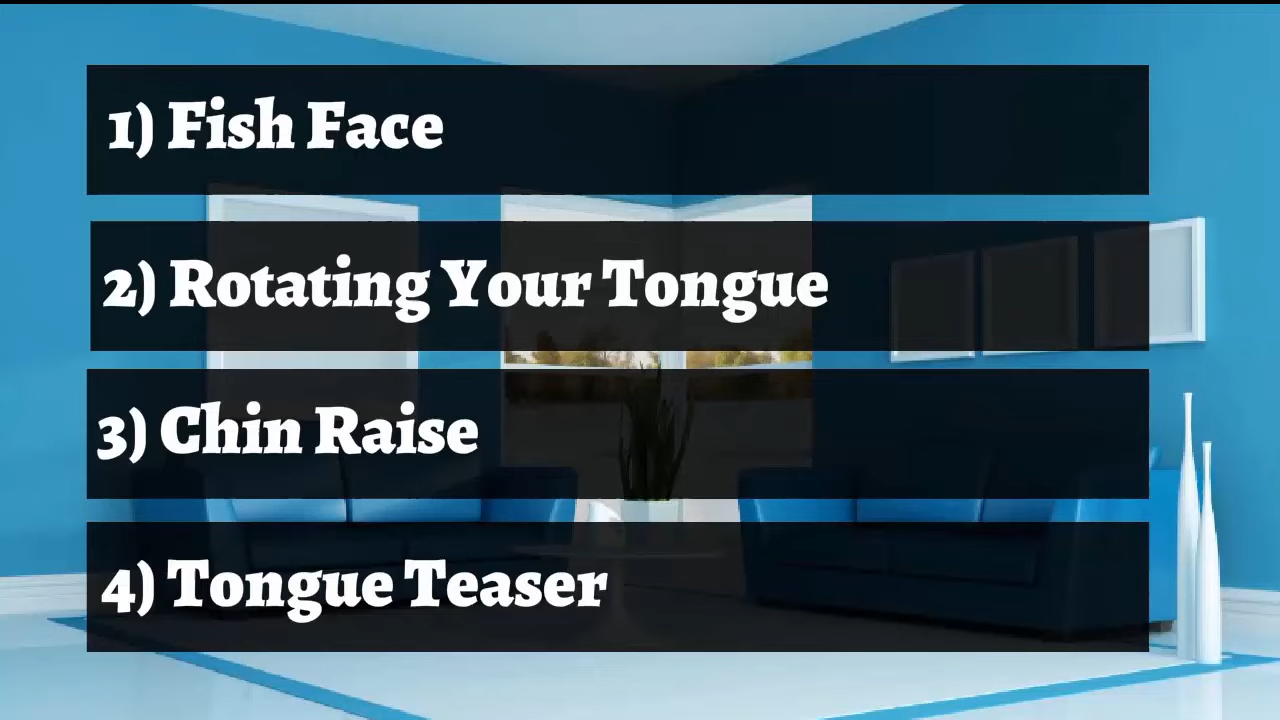 1) Fish Face
2) Rotating Your Tongue
3) Chin Raise
4) Tongue Teaser